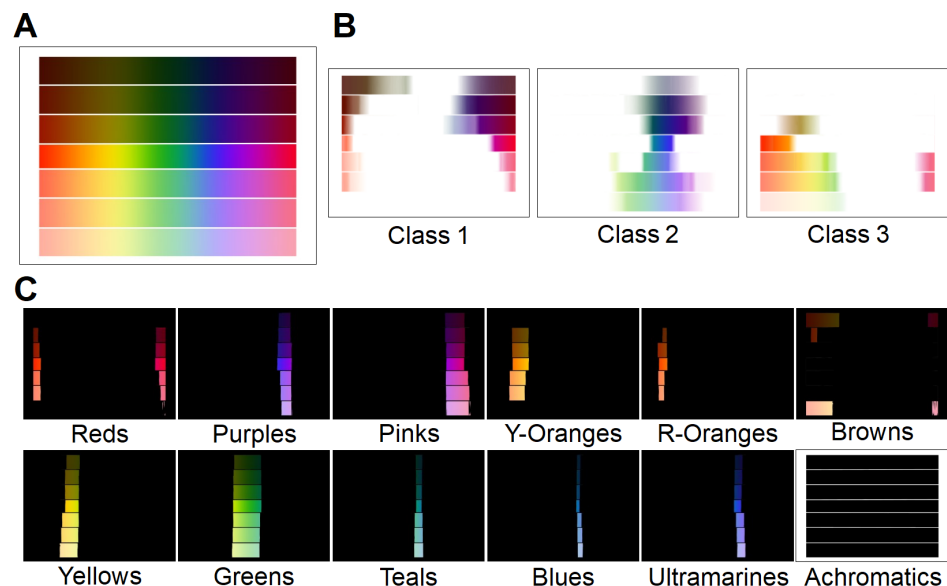 A
B
Class 1
Class 2
Class 3
C
Reds
Purples
Pinks
Y-Oranges
R-Oranges
Browns
Yellows
Greens
Teals
Blues
Ultramarines
Achromatics